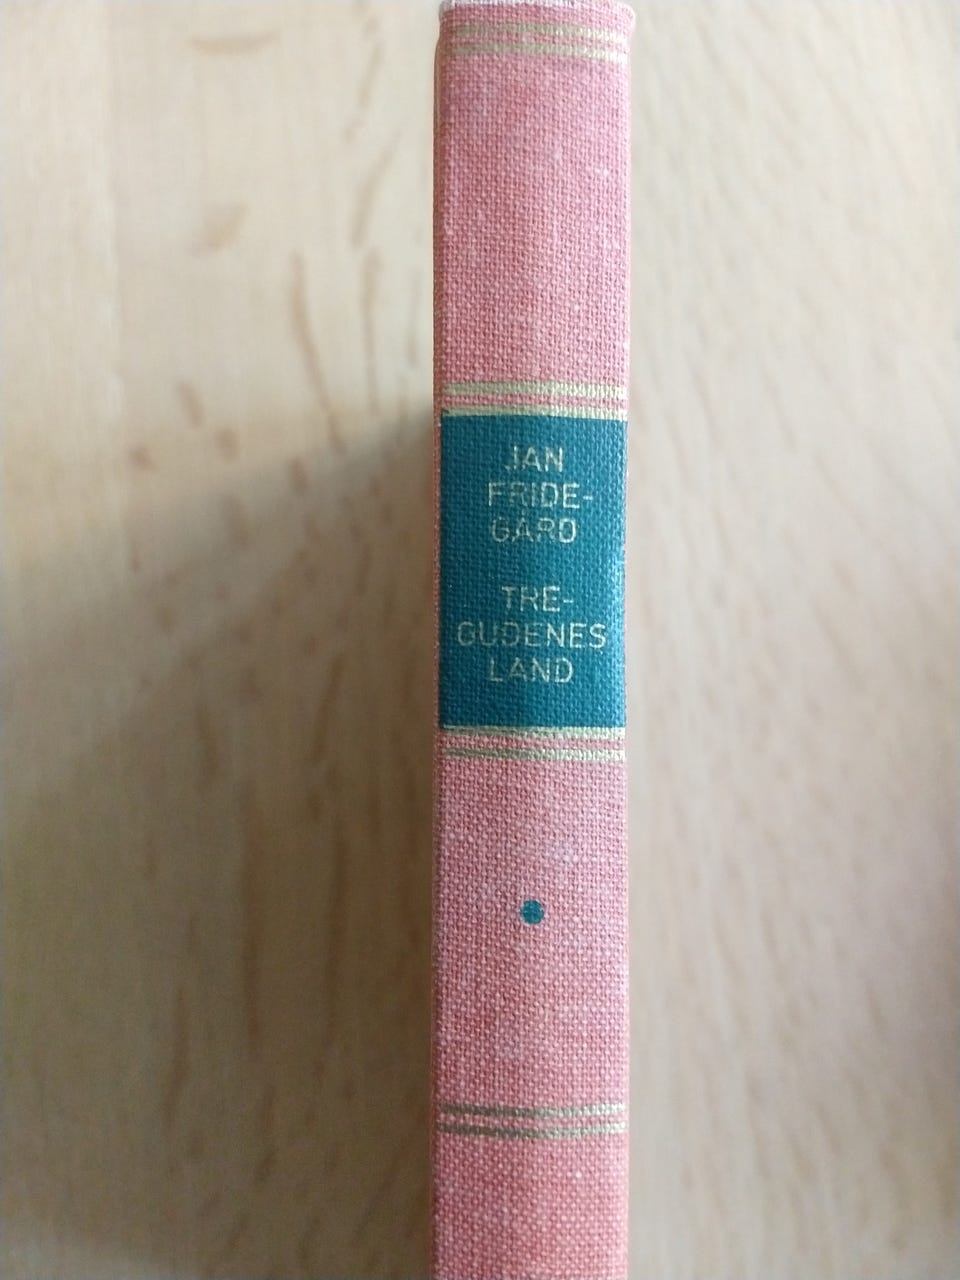 JAN
FRIDE-
GÅRD
TRE-
GUDENES
LAND